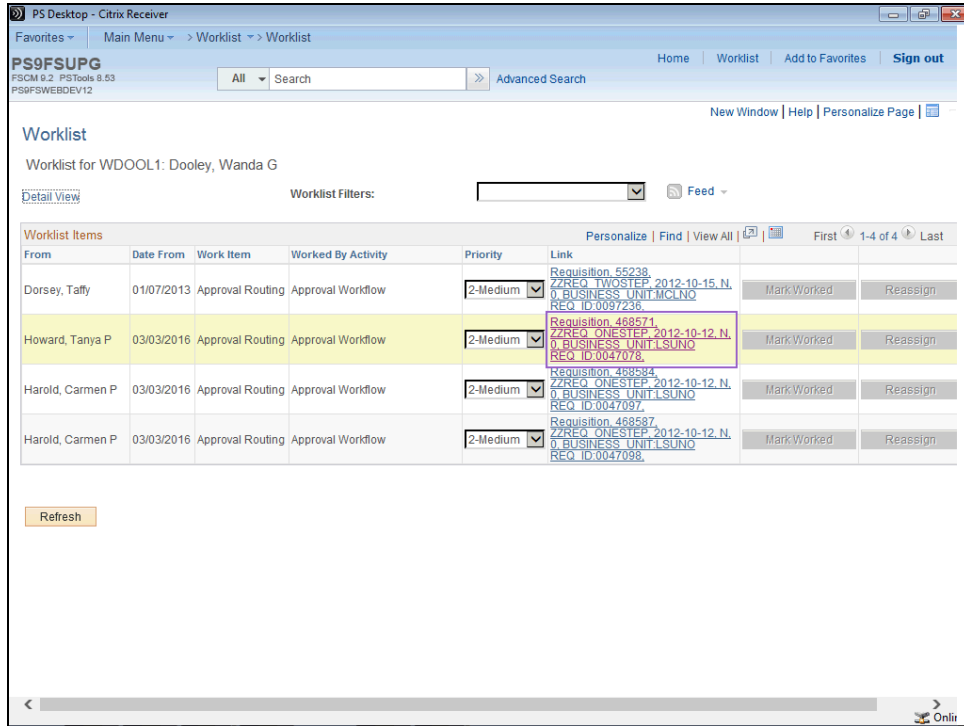 PS Desktop - Citrix Receiver
Favorites Main Menu > Worklist > Worklist
PS9FSUPG
FSCM 9.2 PSTools 8.53
PS9FSWEBDEV12
Home Worklist Add to Favorites Sign out
All Search Advanced Search
New Window | Help | Personalize Page |
Worklist
Worklist for WDOOL1: Dooley, Wanda G
Detail View Worklist Filters: Feed
Worklist Items Personalize | Find | View All | | First 1-4 of 4 Last
From Date From Work Item Worked By Activity Priority Link
Dorsey, Taffy 01/07/2013 Approval Routing Approval Workflow 2-Medium
Requisition, 55238,
ZZREQ_TWOSTEP, 2012-10-15, N,
0, BUSINESS_UNIT:MCLNO
REQ_ID:0097236,
Mark Worked Reassign
Howard, Tanya P 03/03/2016 Approval Routing Approval Workflow 2-Medium
Requisition, 468571,
ZZREQ_ONESTEP, 2012-10-12, N,
0, BUSINESS_UNIT:LSUNO
REQ_ID:0047078,
Mark Worked Reassign
Harold, Carmen P 03/03/2016 Approval Routing Approval Workflow 2-Medium
Requisition, 468584,
ZZREQ_ONESTEP, 2012-10-12, N,
0, BUSINESS_UNIT:LSUNO
REQ_ID:0047097,
Mark Worked Reassign
Harold, Carmen P 03/03/2016 Approval Routing Approval Workflow 2-Medium
Requisition, 468587,
ZZREQ_ONESTEP, 2012-10-12, N,
0, BUSINESS_UNIT:LSUNO
REQ_ID:0047098,
Mark Worked Reassign
Refresh
Onlin